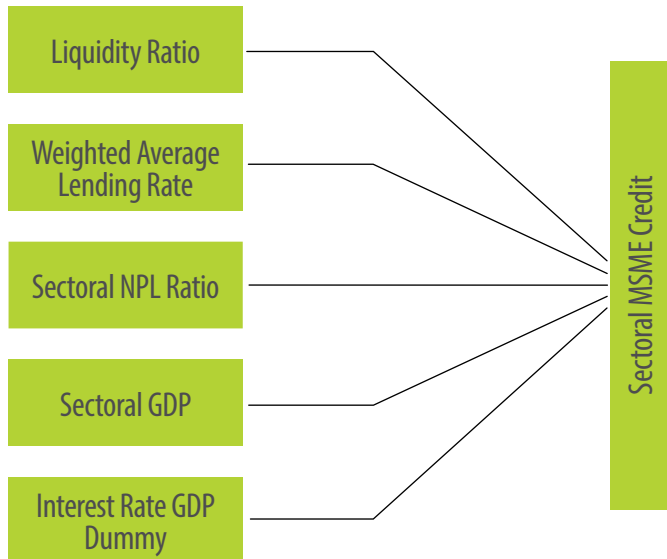 Liquidity Ratio
Weighted Average
Lending Rate
Sectoral NPL Ratio
Sectoral GDP
Interest Rate GDP
Dummy
Sectoral MSME Credit